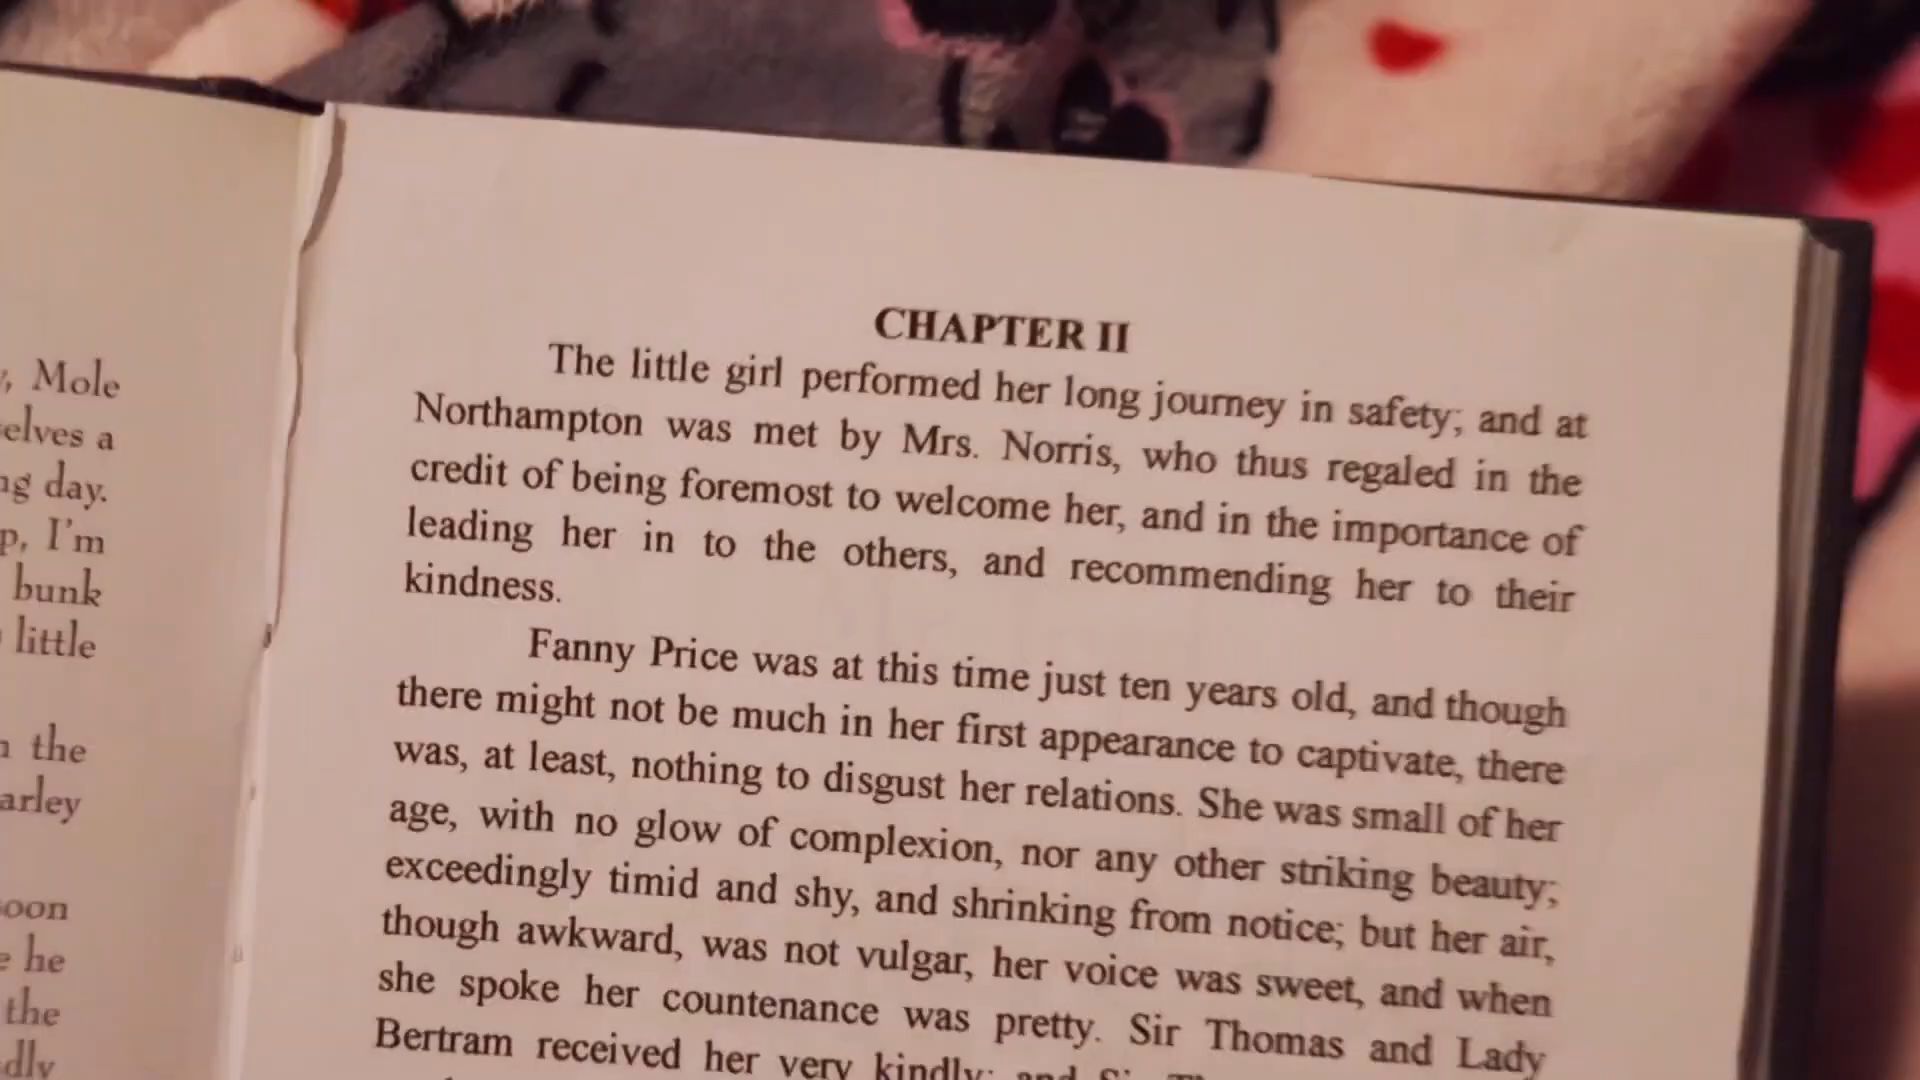 Mole
selves a
day.
I'm
bunk
little
the
soon
he
the
CHAPTER II
The little girl performed her long journey in safety; and at
Northampton was met by Mrs. Norris, who thus regaled in the
credit of being foremost to welcome her, and in the importance of
leading her in to the others, and recommending her to their
kindness.
Fanny Price was at this time just ten years old, and though
there might not be much in her first appearance to captivate, there
was, at least, nothing to disgust her relations. She was small of her
age, with no glow of complexion, nor any other striking beauty;
exceedingly timid and shy, and shrinking from notice; but her air,
though awkward, was not vulgar, her voice was sweet, and when
she spoke her countenance was pretty. Sir Thomas and Lady
Bertram received her very kindly; and